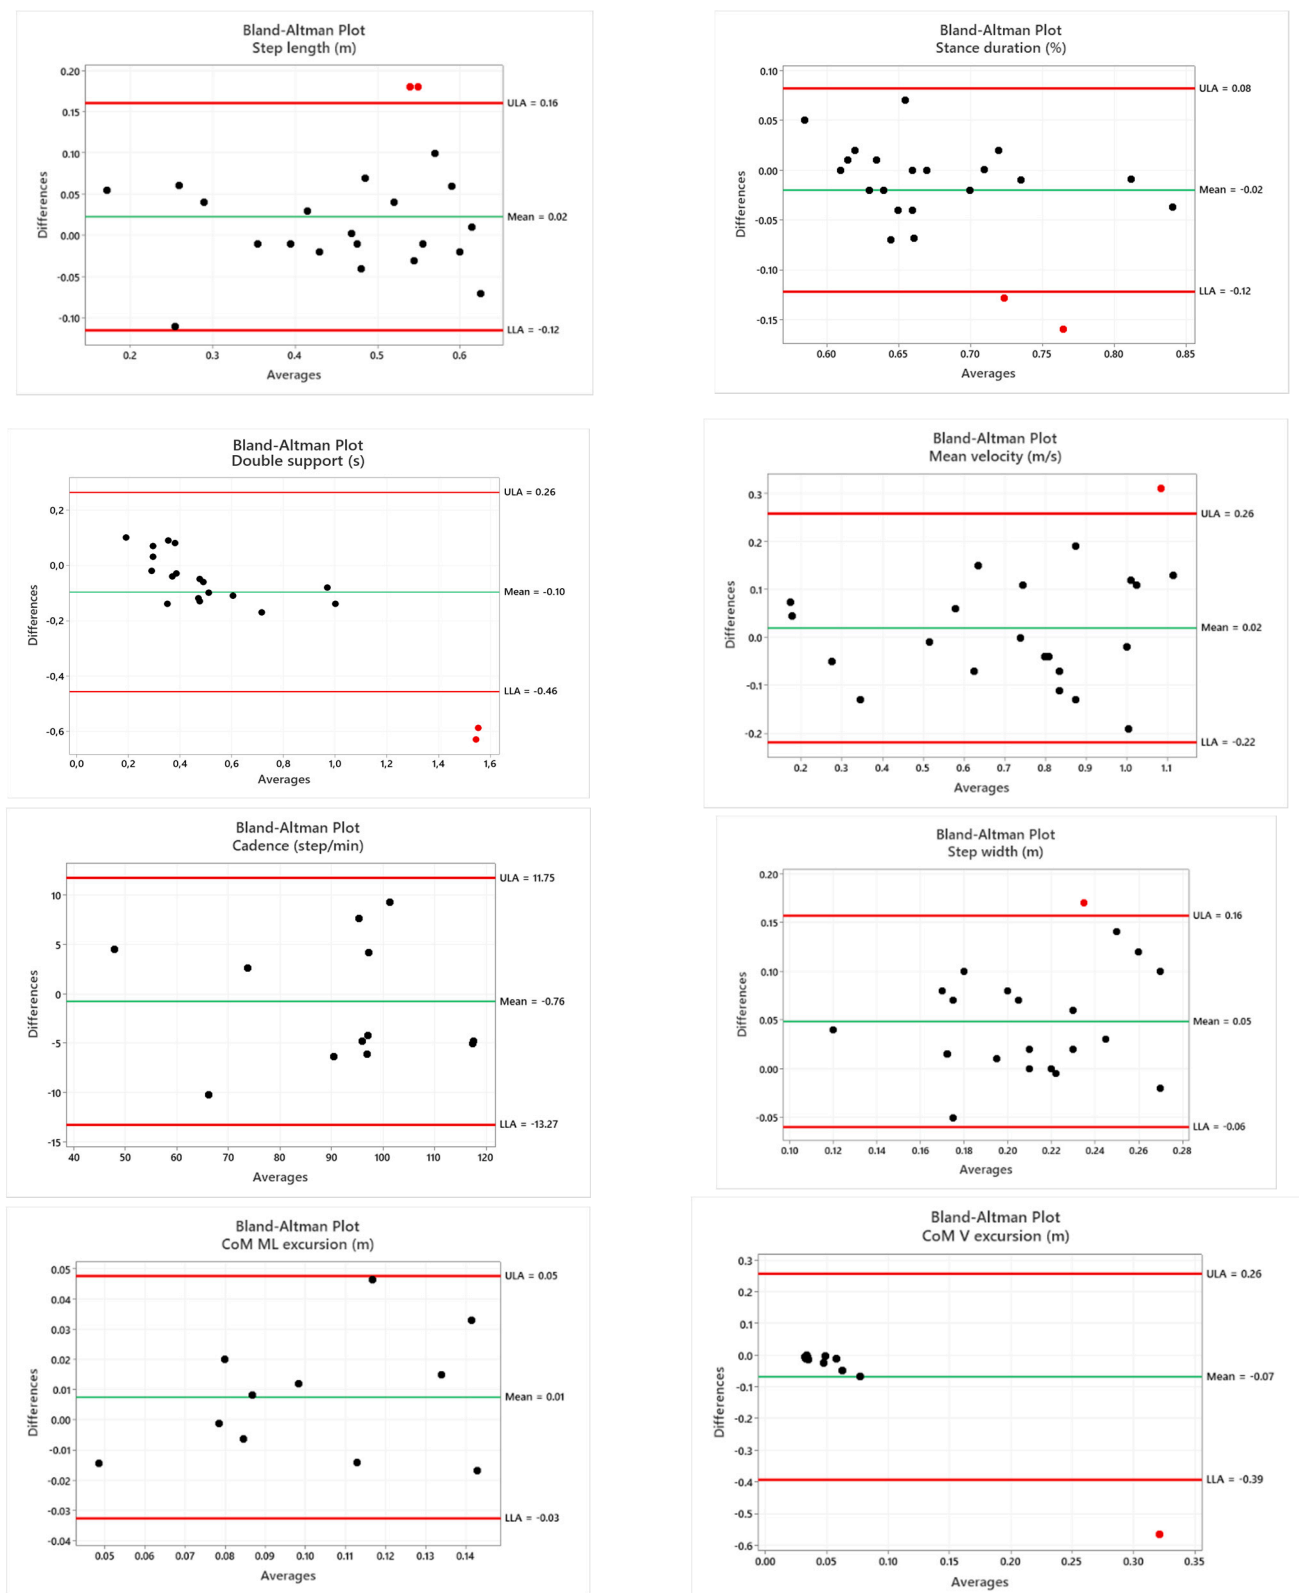 Bland-Altman Plot
Step length (m)
0.20
0.15
0.10
0.05
0.00
-0.05
-0.10
Differences
ULA = 0.16
Mean = 0.02
LLA = -0.12
0.2 0.3 0.4 0.5 0.6
Averages
Bland-Altman Plot
Stance duration (%)
0.10
0.05
0.00
-0.05
-0.10
-0.15
Differences
ULA = 0.08
Mean = -0.02
LLA = -0.12
0.60 0.65 0.70 0.75 0.80 0.85
Averages
Bland-Altman Plot
Double support (s)
0,2
0,0
-0,2
-0,4
-0,6
Differences
ULA = 0.26
Mean = -0.10
LLA = -0.46
0,0 0,2 0,4 0,6 0,8 1,0 1,2 1,4 1,6
Averages
Bland-Altman Plot
Mean velocity (m/s)
0.3
0.2
0.1
0.0
-0.1
-0.2
Differences
ULA = 0.26
Mean = 0.02
LLA = -0.22
0.2 0.3 0.4 0.5 0.6 0.7 0.8 0.9 1.0 1.1
Averages
Bland-Altman Plot
Cadence (step/min)
10
5
0
-5
-10
-15
Differences
ULA = 11.75
Mean = -0.76
LLA = -13.27
40 50 60 70 80 90 100 110 120
Averages
Bland-Altman Plot
Step width (m)
0.20
0.15
0.10
0.05
0.00
-0.05
Differences
ULA = 0.16
Mean = 0.05
LLA = -0.06
0.10 0.12 0.14 0.16 0.18 0.20 0.22 0.24 0.26 0.28
Averages
Bland-Altman Plot
CoM ML excursion (m)
0.05
0.04
0.03
0.02
0.01
0.00
-0.01
-0.02
-0.03
-0.04
Differences
ULA = 0.05
Mean = 0.01
LLA = -0.03
0.05 0.06 0.07 0.08 0.09 0.10 0.11 0.12 0.13 0.14
Averages
Bland-Altman Plot
CoM V excursion (m)
0.3
0.2
0.1
0.0
-0.1
-0.2
-0.3
-0.4
-0.5
-0.6
Differences
ULA = 0.26
Mean = -0.07
LLA = -0.39
0.00 0.05 0.10 0.15 0.20 0.25 0.30 0.35
Averages